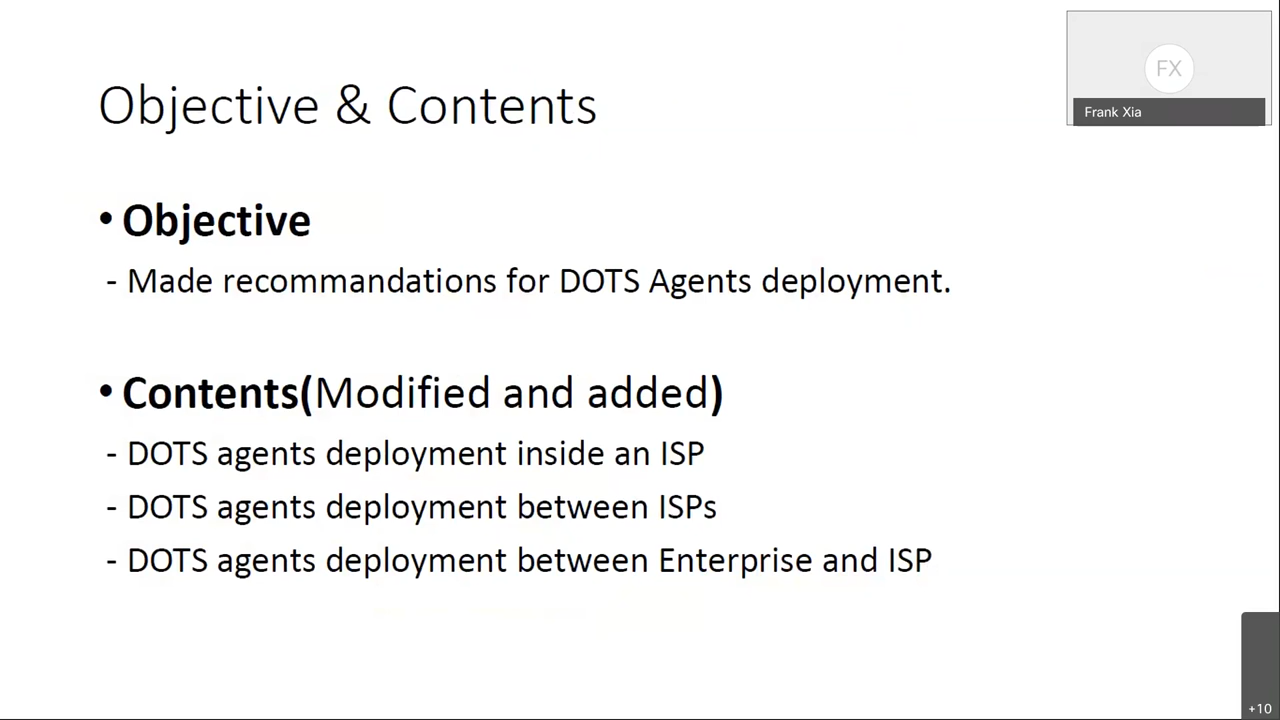 Objective & Contents
FX
Frank Xia
• Objective
- Made recommandations for DOTS Agents deployment.
• Contents(Modified and added)
- DOTS agents deployment inside an ISP
- DOTS agents deployment between ISPs
- DOTS agents deployment between Enterprise and ISP
+10